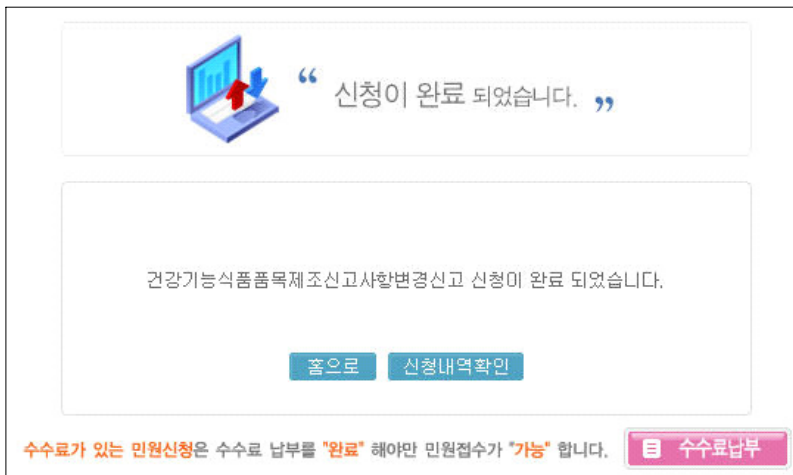 “ 신청이 완료 되었습니다. ”
건강기능식품품목제조신고사항변경신고 신청이 완료 되었습니다.
홈으로 신청내역확인
수수료가 있는 민원신청은 수수료 납부를 "완료" 해야만 민원접수가 "가능" 합니다. 수수료납부